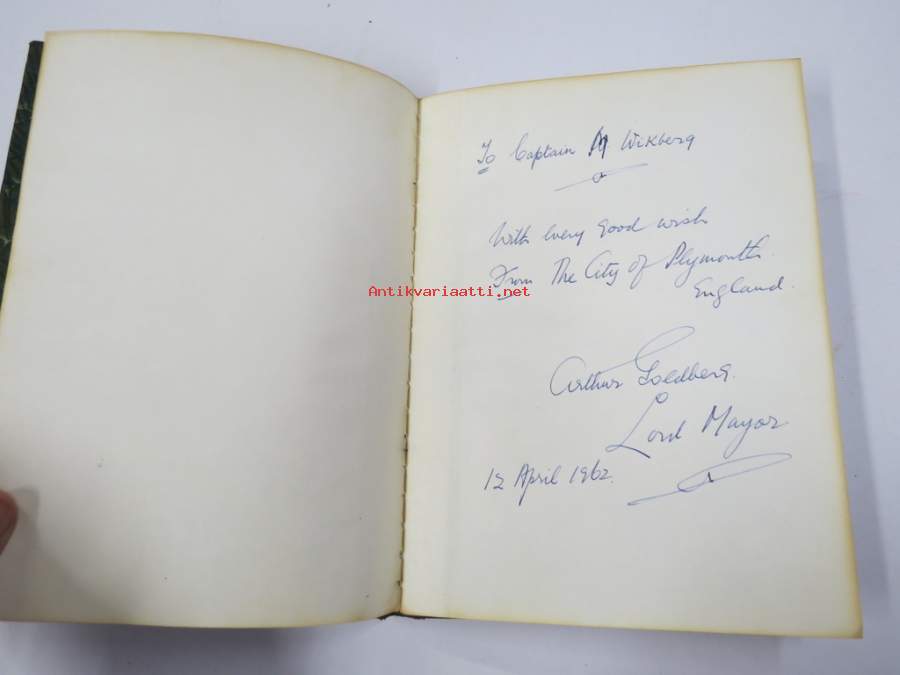 To Captain M Wikberg
With every good wish
From The City of Plymouth.
England.
Antikvariaatti.net
Arthur Goldberg.
Lord Mayor
12 April 1962.